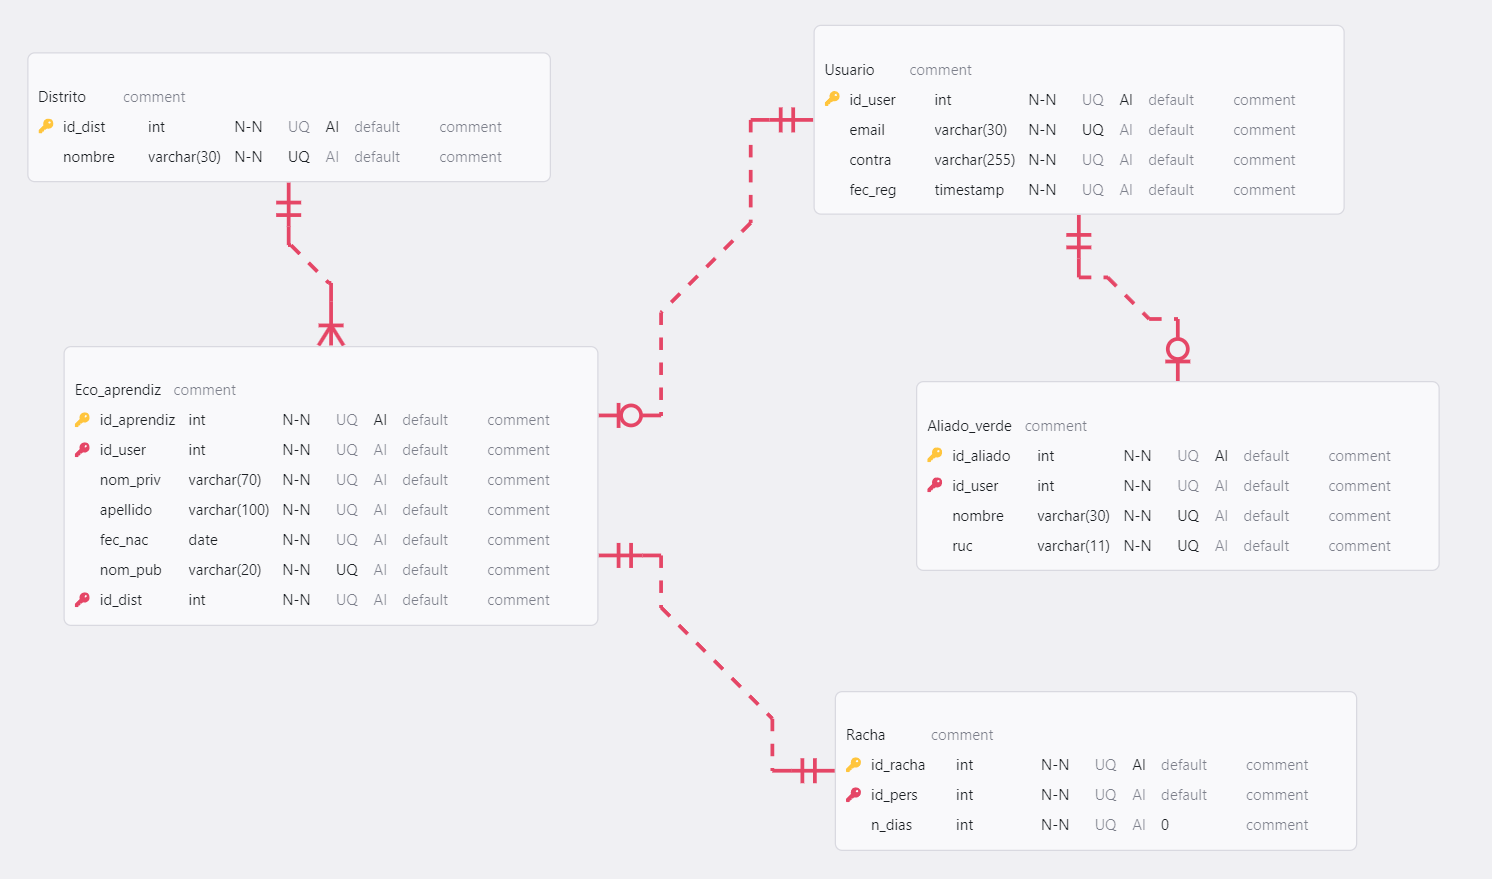 Distrito comment
id_dist int N-N UQ AI default comment
nombre varchar(30) N-N UQ AI default comment
Usuario comment
id_user int N-N UQ AI default comment
email varchar(30) N-N UQ AI default comment
contra varchar(255) N-N UQ AI default comment
fec_reg timestamp N-N UQ AI default comment
Eco_aprendiz comment
id_aprendiz int N-N UQ AI default comment
id_user int N-N UQ AI default comment
nom_priv varchar(70) N-N UQ AI default comment
apellido varchar(100) N-N UQ AI default comment
fec_nac date N-N UQ AI default comment
nom_pub varchar(20) N-N UQ AI default comment
id_dist int N-N UQ AI default comment
Aliado_verde comment
id_aliado int N-N UQ AI default comment
id_user int N-N UQ AI default comment
nombre varchar(30) N-N UQ AI default comment
ruc varchar(11) N-N UQ AI default comment
Racha comment
id_racha int N-N UQ AI default comment
id_pers int N-N UQ AI default comment
n_dias int N-N UQ AI 0 comment